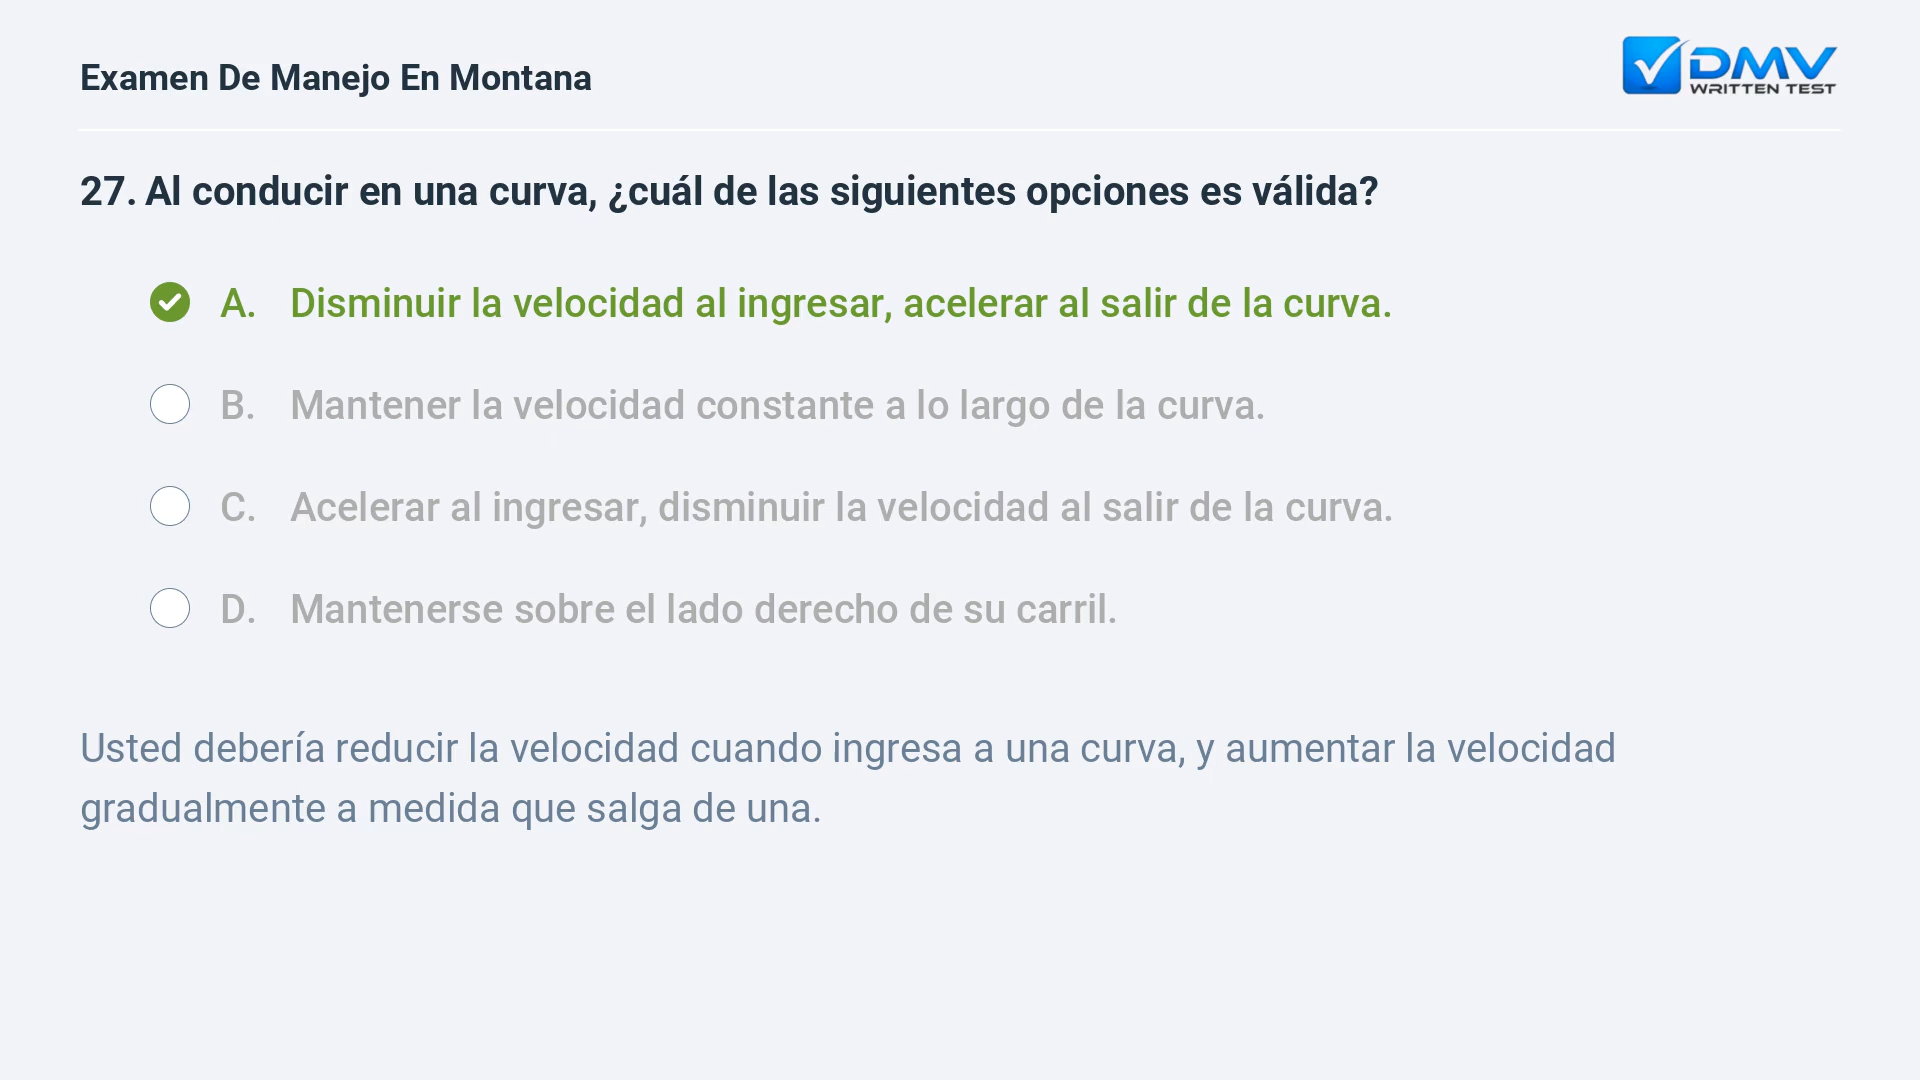 Examen De Manejo En Montana
DMV
WRITTEN TEST
27. Al conducir en una curva, ¿cuál de las siguientes opciones es válida?
A. Disminuir la velocidad al ingresar, acelerar al salir de la curva.
B. Mantener la velocidad constante a lo largo de la curva.
C. Acelerar al ingresar, disminuir la velocidad al salir de la curva.
D. Mantenerse sobre el lado derecho de su carril.
Usted debería reducir la velocidad cuando ingresa a una curva, y aumentar la velocidad
gradualmente a medida que salga de una.